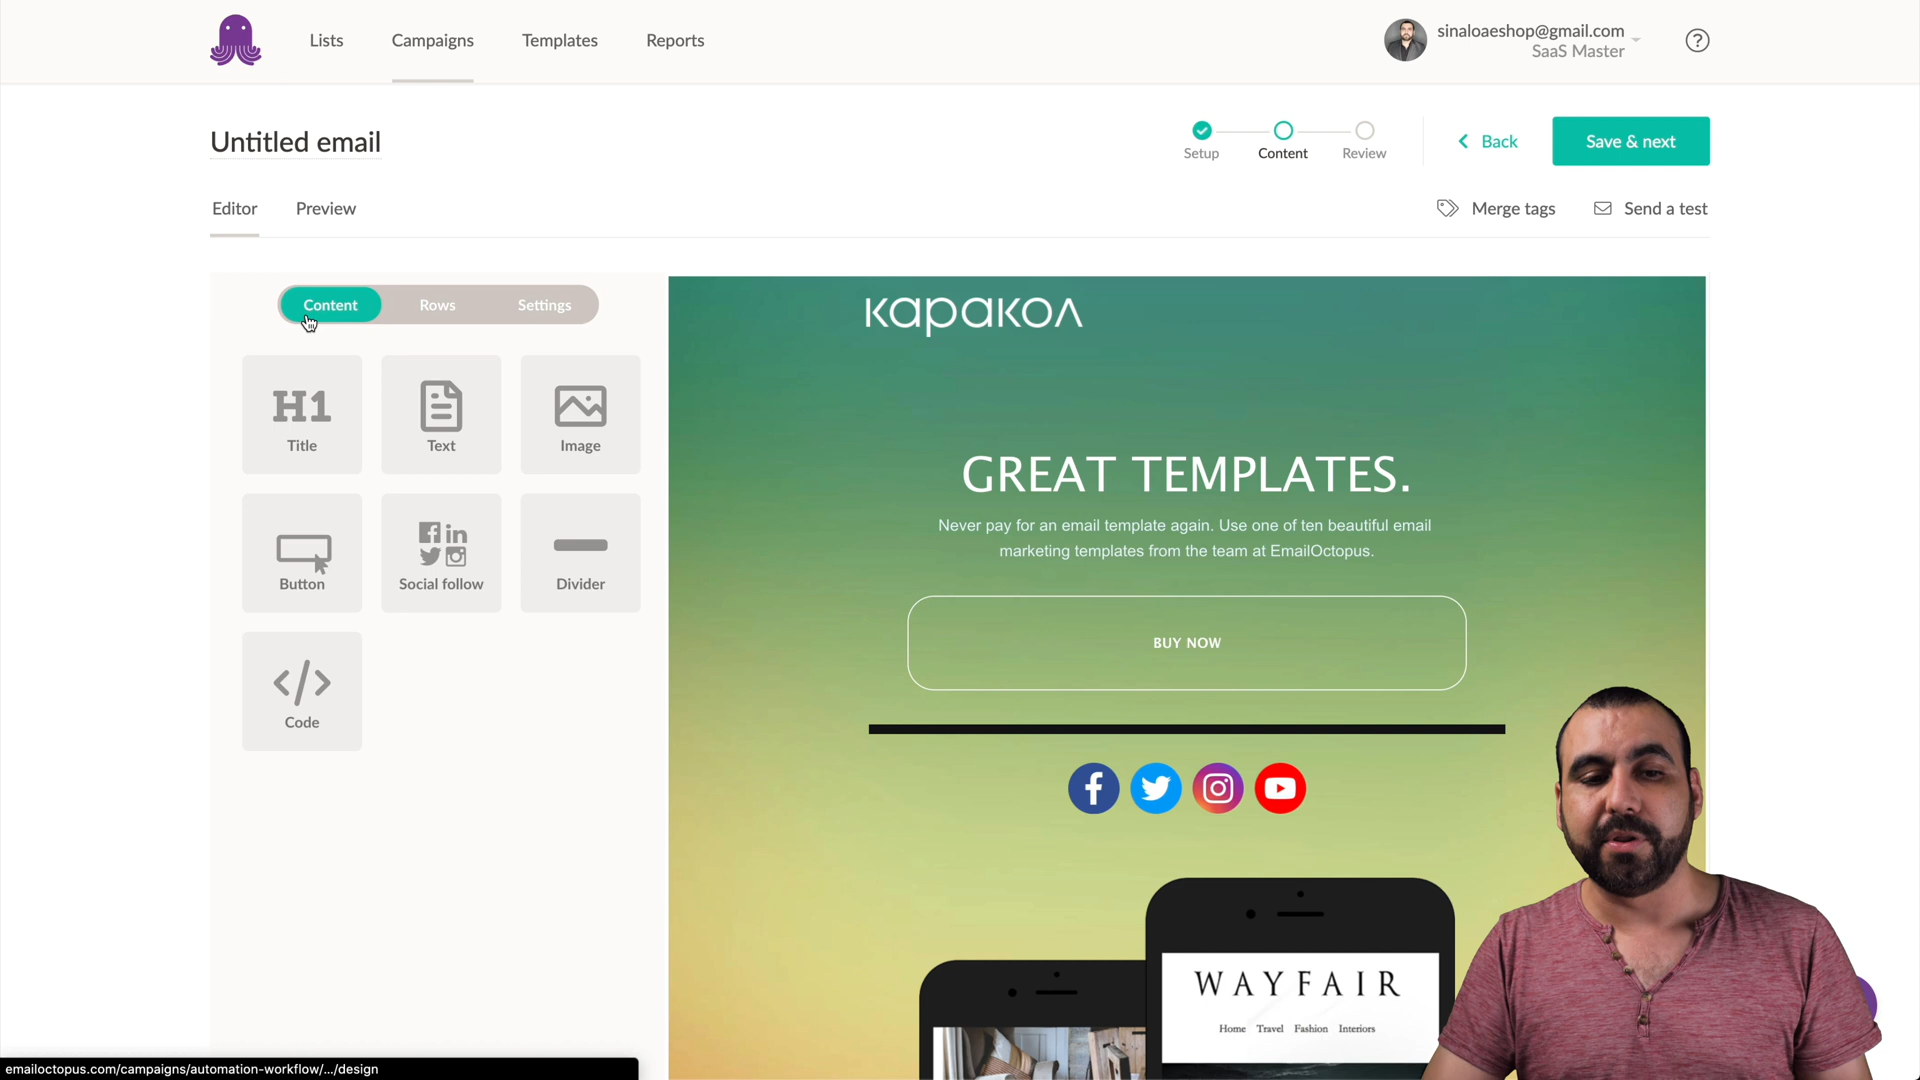 Lists
Campaigns
Templates
Reports
sinaloaeshop@gmail.com
SaaS Master
?
Untitled email
Setup
Content
Review
Back
Save & next
Editor
Preview
Merge tags
Send a test
Content
Rows
Settings
H1
Title
Text
Image
Button
Social follow
Divider
</>
Code
каракол 
GREAT TEMPLATES.
Never pay for an email template again. Use one of ten beautiful email
marketing templates from the team at EmailOctopus.
BUY NOW
WAYFAIR
Home Travel Fashion Interiors
emailoctopus.com/campaigns/automation-workflow/.../design